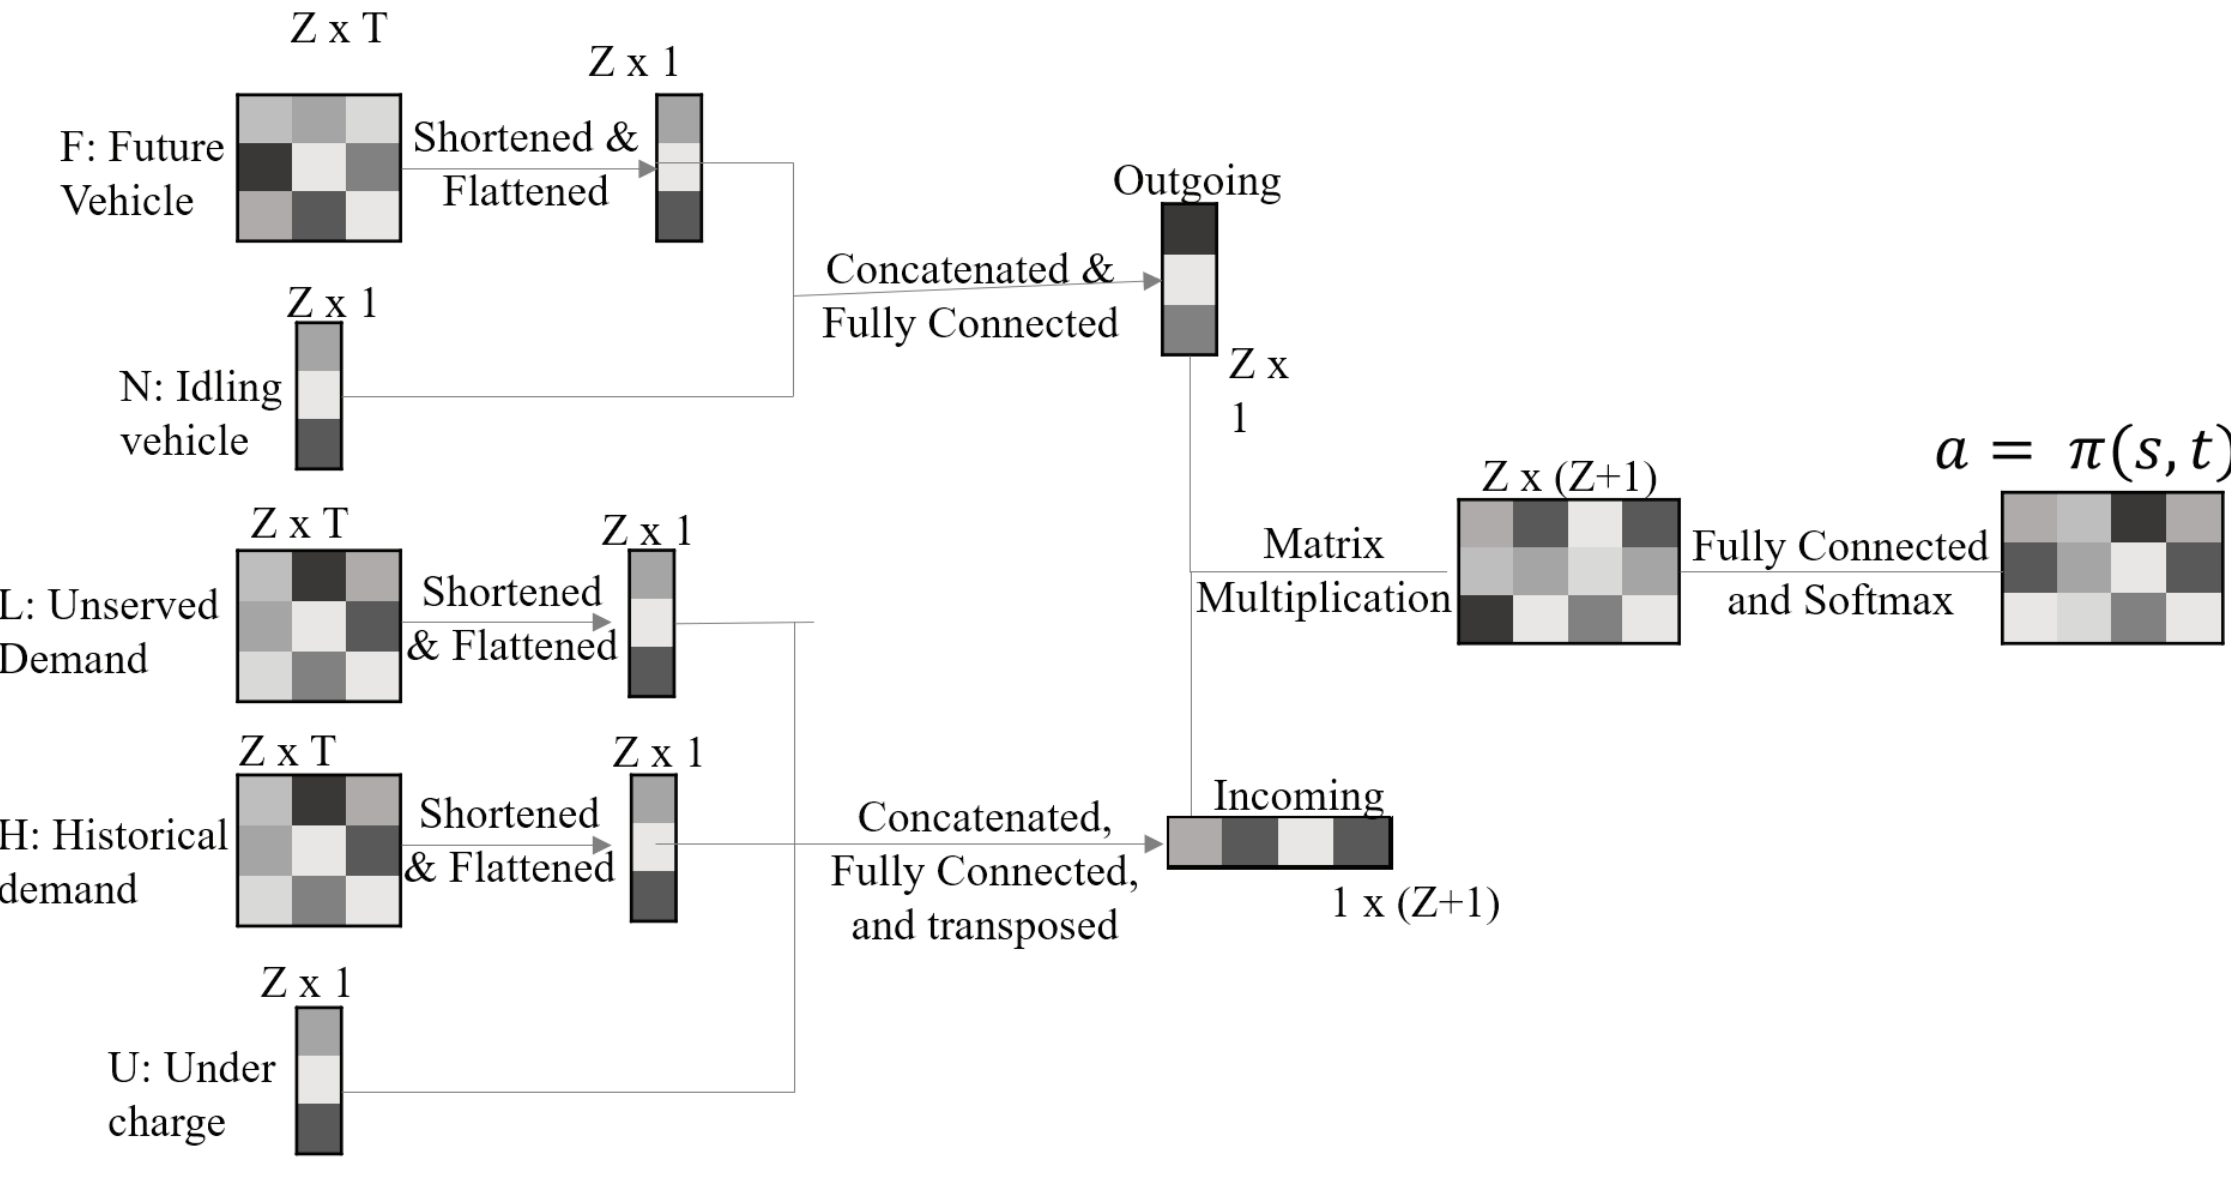 Z x T
Z x 1
F: Future
Vehicle
Shortened &
Flattened
Z x 1
N: Idling
vehicle
Concatenated &
Fully Connected
Outgoing
Z x
1
Z x T
Z x 1
L: Unserved
Demand
Shortened
& Flattened
Z x T
Z x 1
H: Historical
demand
Shortened
& Flattened
Z x 1
U: Under
charge
Concatenated,
Fully Connected,
and transposed
Incoming
1 x (Z+1)
Matrix
Multiplication
Z x (Z+1)
Fully Connected
and Softmax
a = π(s, t)